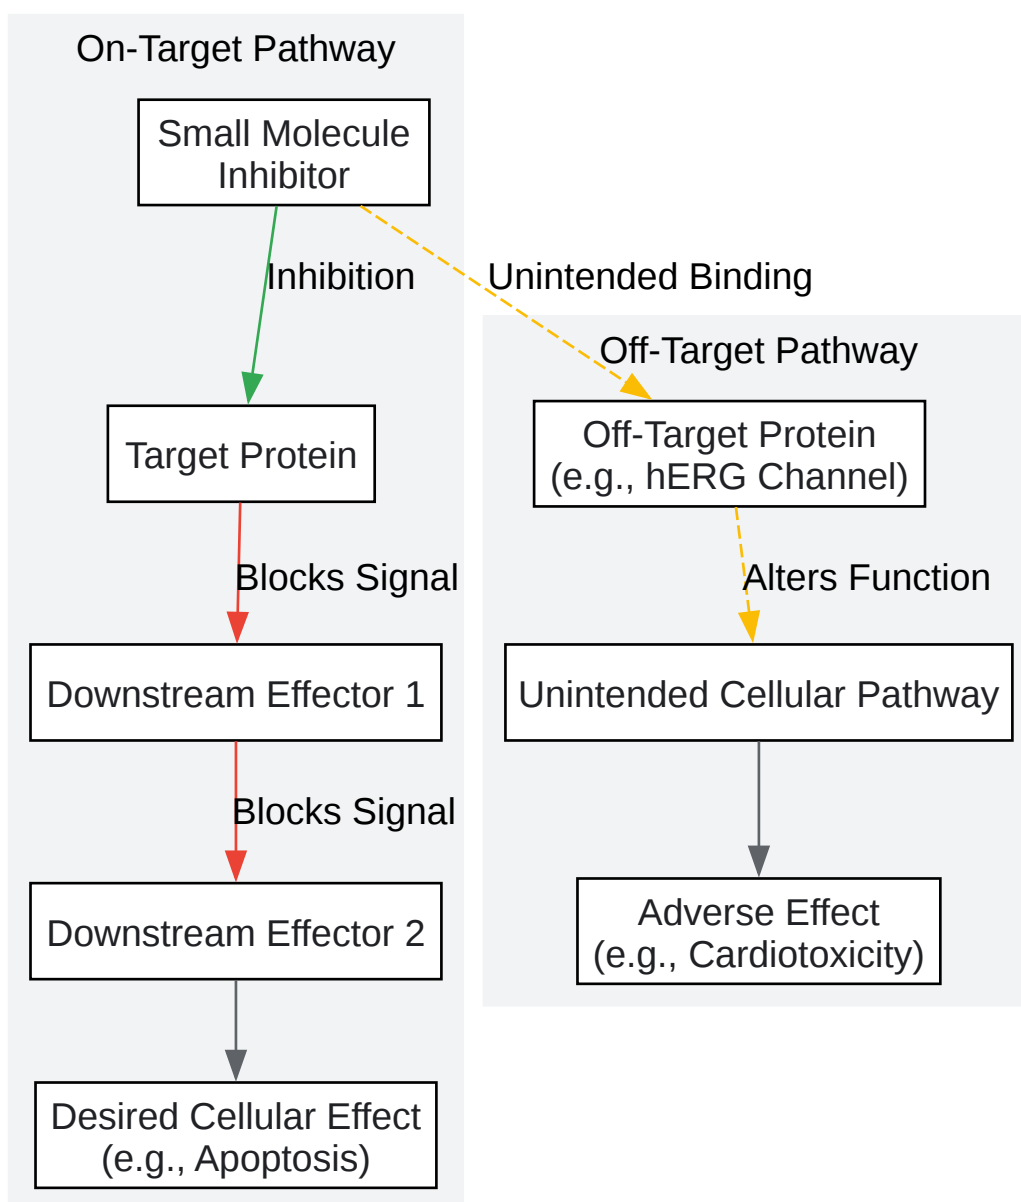 On-Target Pathway
Small Molecule
Inhibitor
Inhibition
Unintended Binding
Target Protein
Blocks Signal
Downstream Effector 1
Blocks Signal
Downstream Effector 2
Desired Cellular Effect
(e.g., Apoptosis)
Off-Target Pathway
Off-Target Protein
(e.g., hERG Channel)
Alters Function
Unintended Cellular Pathway
Adverse Effect
(e.g., Cardiotoxicity)